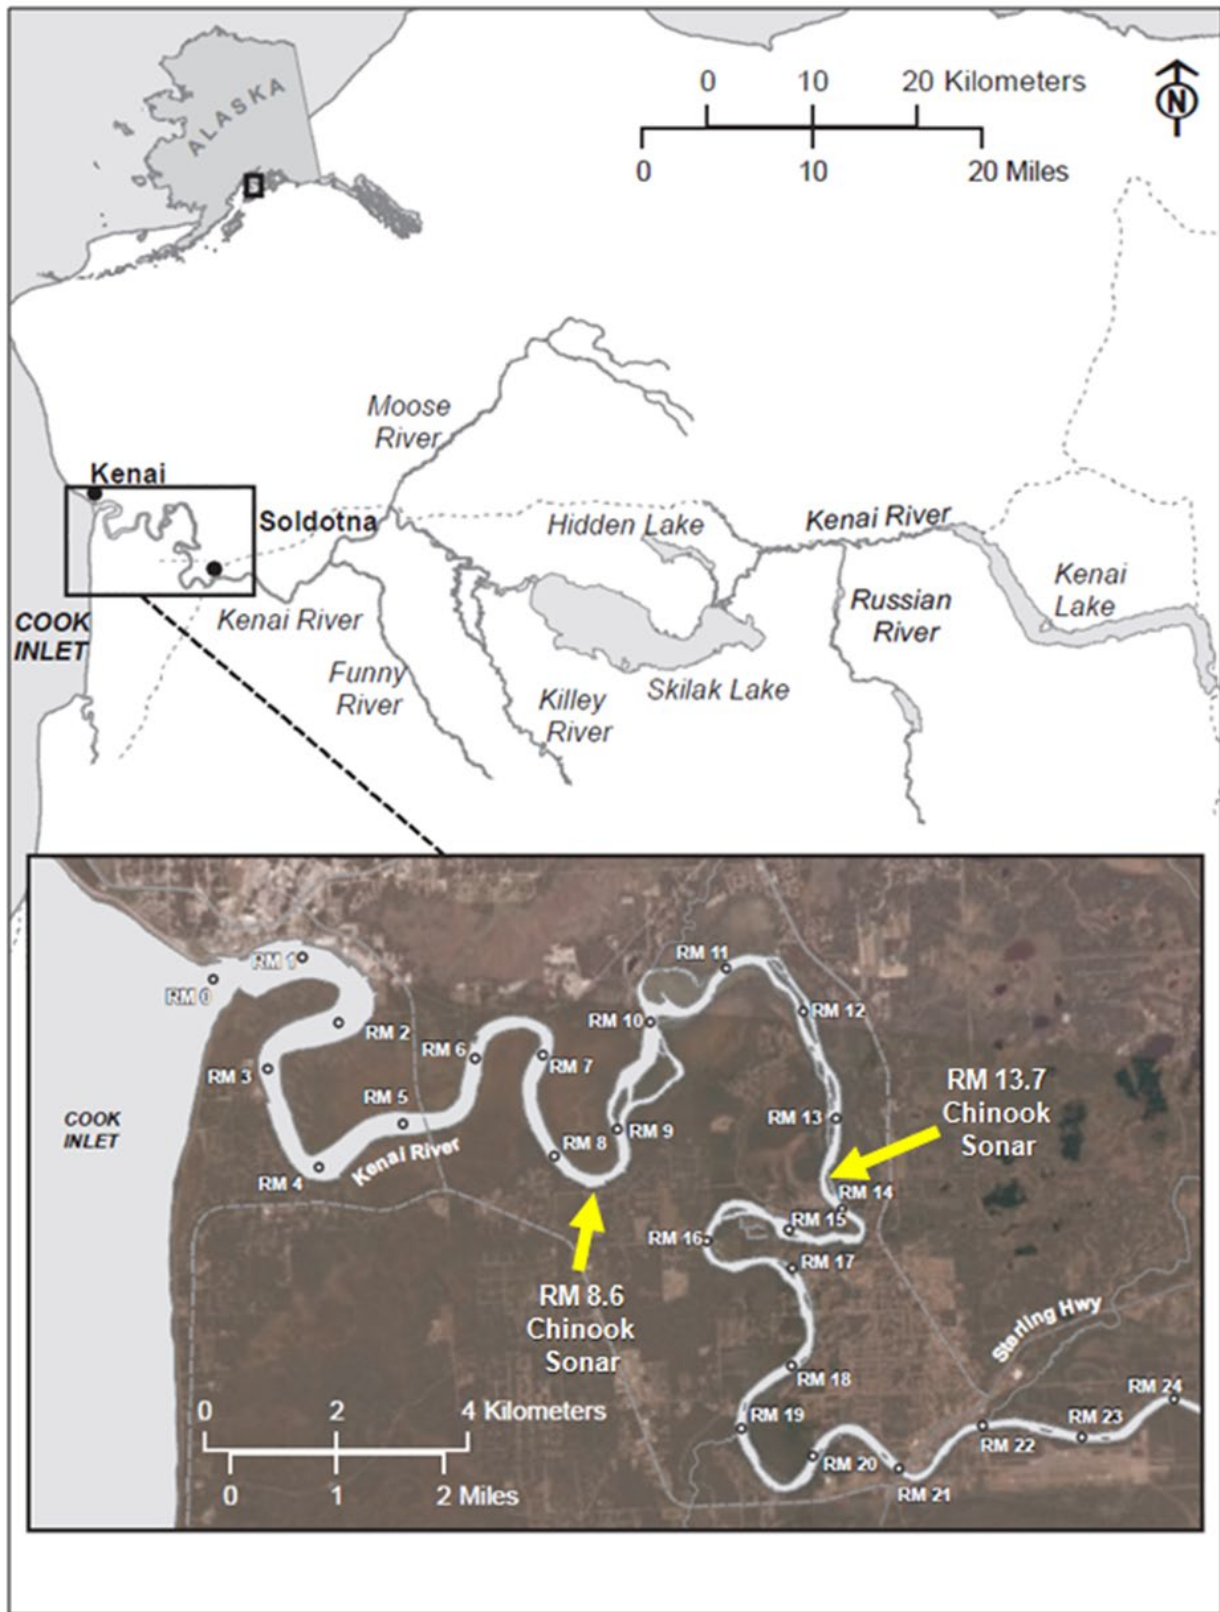 ALASKA
0 10 20 Kilometers
N
0 10 20 Miles
Moose
River
Kenai
Soldotna
Hidden Lake
Kenai River
Kenai
Lake
Russian
River
COOK
INLET
Kenai River
Funny
River
Killey
River
Skilak Lake
RM 0
RM 1
RM 2
RM 3
RM 4
RM 5
RM 6
RM 7
RM 8
RM 9
RM 10
RM 11
RM 12
RM 13
RM 14
RM 15
RM 16
RM 17
RM 18
RM 19
RM 20
RM 21
RM 22
RM 23
RM 24
COOK
INLET
Kenai River
RM 13.7
Chinook
Sonar
RM 8.6
Chinook
Sonar
Starling Hwy
0 2 4 Kilometers
0 1 2 Miles